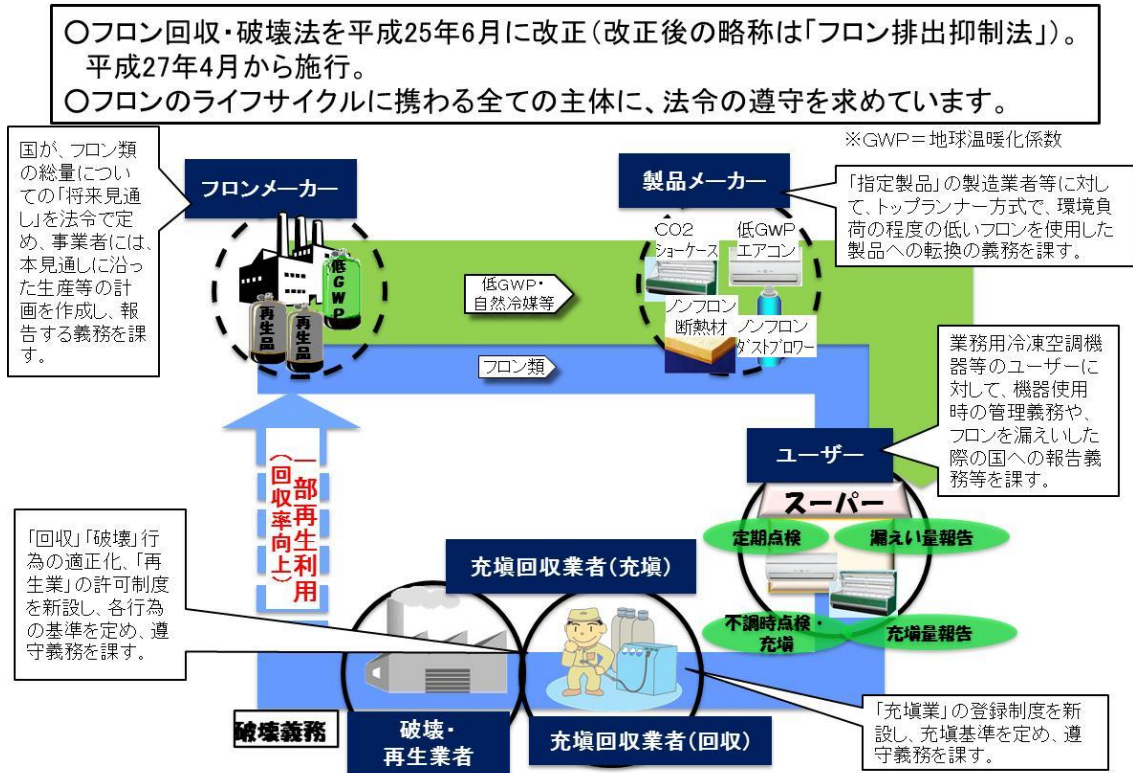 ○フロン回収・破壊法を平成25年6月に改正(改正後の略称は「フロン排出抑制法」)。
平成27年4月から施行。
○フロンのライフサイクルに携わる全ての主体に、法令の遵守を求めています。
※GWP=地球温暖化係数
国が、フロン類
の総量につい
ての「将来見通
し」を法令で定
め、事業者には、
本見通しに沿っ
た生産等の計
画を作成し、報
告する義務を課
す。
フロンメーカー
低GWP
再生品
再生品
低GWP・
自然冷媒等
フロン類
製品メーカー
CO2
ショーケース
低GWP
エアコン
ノンフロン
断熱材
ノンフロン
ダストブロワー
「指定製品」の製造業者等に対し
て、トップランナー方式で、環境負
荷の程度の低いフロンを使用した
製品への転換の義務を課す。
業務用冷凍空調機
器等のユーザーに
対して、機器使用
時の管理義務や、
フロンを漏えいした
際の国への報告義
務等を課す。
ユーザー
スーパー
定期点検
漏えい量報告
不調時点検・
充塡
充塡量報告
一部再生利用
(回収率向上)
「回収」「破壊」行
為の適正化、「再
生業」の許可制度
を新設し、各行為
の基準を定め、遵
守義務を課す。
充塡回収業者(充塡)
破壊義務
破壊・
再生業者
充塡回収業者(回収)
「充塡業」の登録制度を新
設し、充塡基準を定め、遵
守義務を課す。